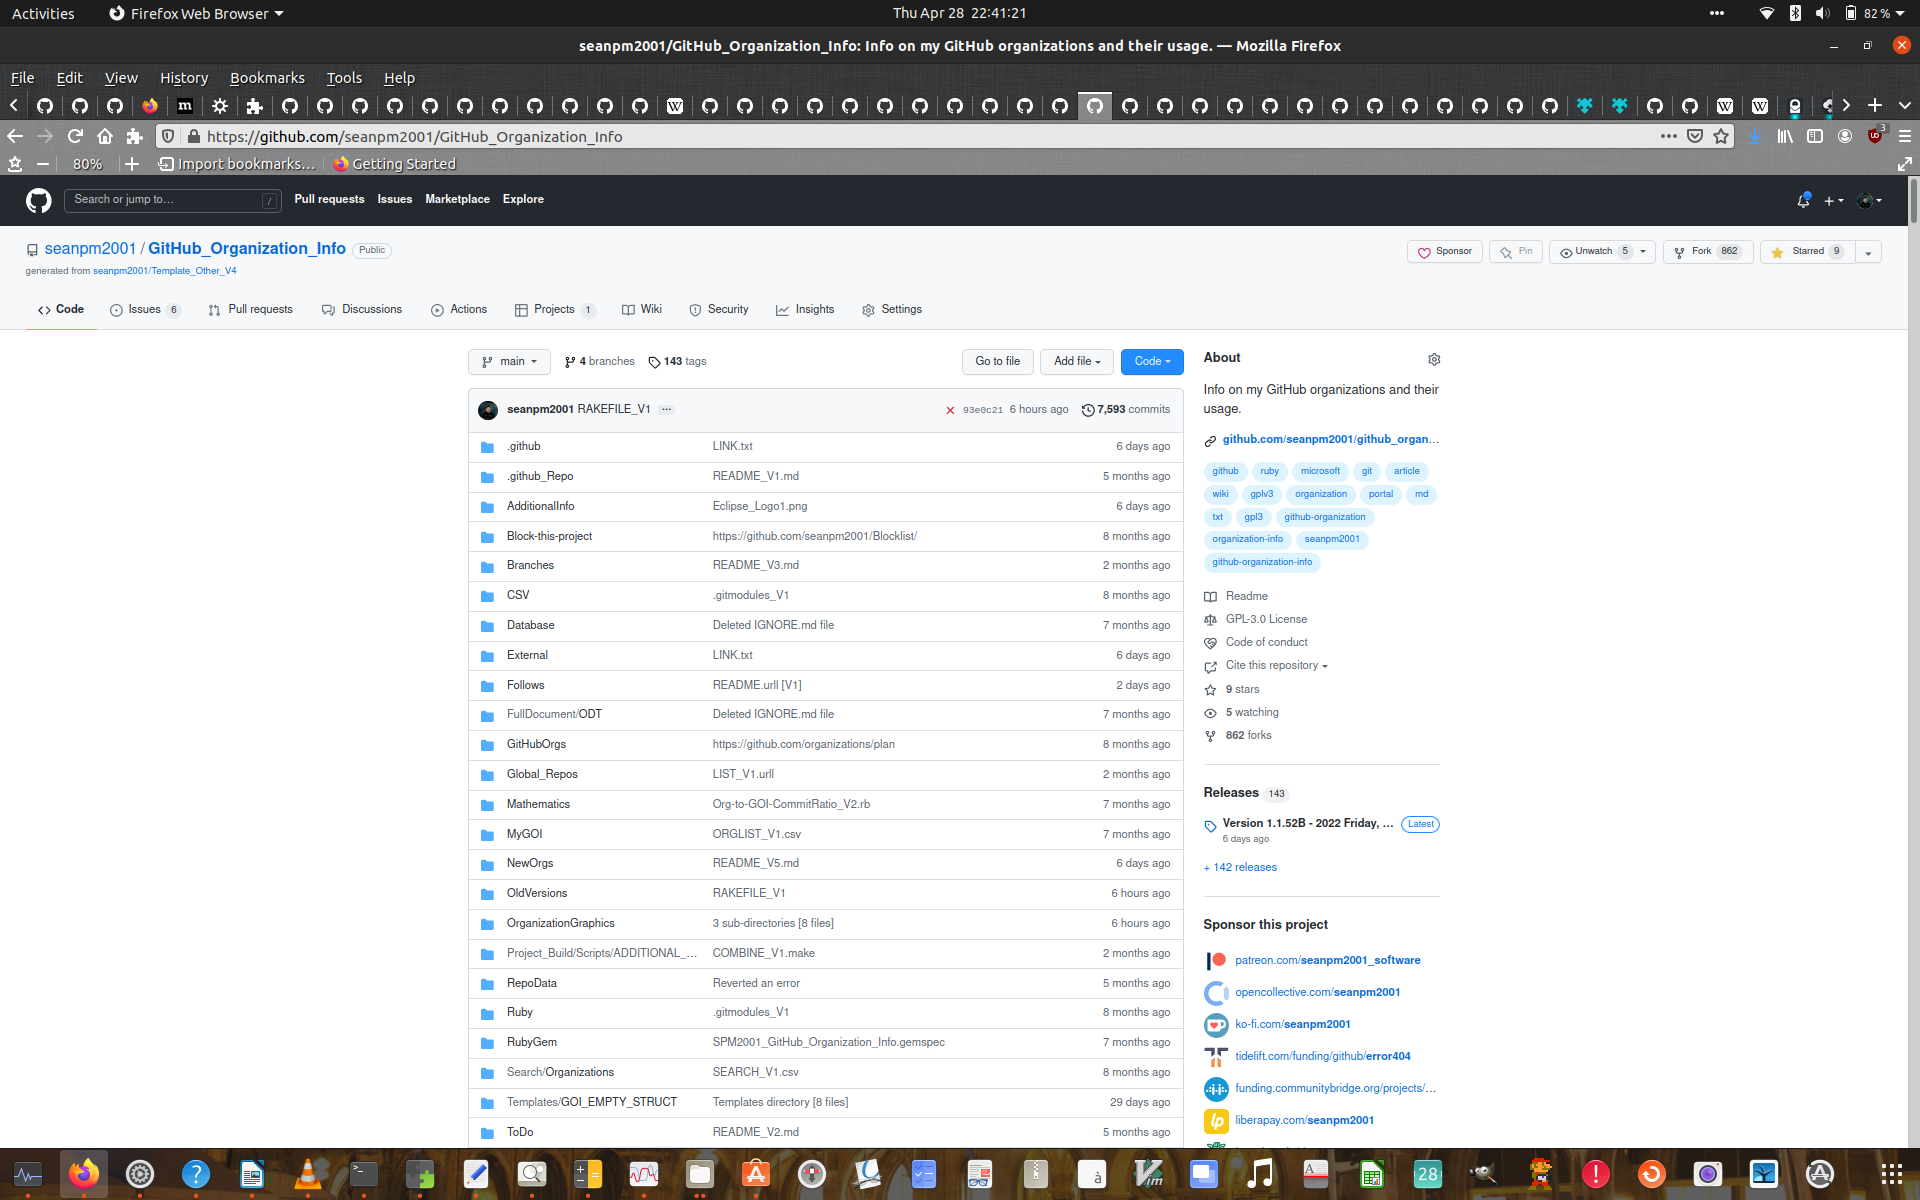 Activities Firefox Web Browser Thu Apr 28 22:41:21 82 %
seanpm2001/GitHub_Organization_Info: Info on my GitHub organizations and their usage. — Mozilla Firefox
File Edit View History Bookmarks Tools Help
https://github.com/seanpm2001/GitHub_Organization_Info 3
80% Import bookmarks... Getting Started
Search or jump to... / Pull requests Issues Marketplace Explore
seanpm2001 / GitHub_Organization_Info Public Sponsor Pin Unwatch 5 Fork 862 Starred 9
generated from seanpm2001/Template_Other_V4
Code Issues 6 Pull requests Discussions Actions Projects 1 Wiki Security Insights Settings
main 4 branches 143 tags Go to file Add file Code
seanpm2001 RAKEFILE_V1 ... 93e0c21 6 hours ago 7,593 commits
.github LINK.txt 6 days ago
.github_Repo README_V1.md 5 months ago
AdditionalInfo Eclipse_Logo1.png 6 days ago
Block-this-project https://github.com/seanpm2001/Blocklist/ 8 months ago
Branches README_V3.md 2 months ago
CSV .gitmodules_V1 8 months ago
Database Deleted IGNORE.md file 7 months ago
External LINK.txt 6 days ago
Follows README.urll [V1] 2 days ago
FullDocument/ODT Deleted IGNORE.md file 7 months ago
GitHubOrgs https://github.com/organizations/plan 8 months ago
Global_Repos LIST_V1.urll 2 months ago
Mathematics Org-to-GOI-CommitRatio_V2.rb 7 months ago
MyGOI ORGLIST_V1.csv 7 months ago
NewOrgs README_V5.md 6 days ago
OldVersions RAKEFILE_V1 6 hours ago
OrganizationGraphics 3 sub-directories [8 files] 6 hours ago
Project_Build/Scripts/ADDITIONAL_... COMBINE_V1.make 2 months ago
RepoData Reverted an error 5 months ago
Ruby .gitmodules_V1 8 months ago
RubyGem SPM2001_GitHub_Organization_Info.gemspec 7 months ago
Search/Organizations SEARCH_V1.csv 8 months ago
Templates/GOI_EMPTY_STRUCT Templates directory [8 files] 29 days ago
ToDo README_V2.md 5 months ago
About
Info on my GitHub organizations and their
usage.
github.com/seanpm2001/github_organ...
github ruby microsoft git article
wiki gplv3 organization portal md
txt gpl3 github-organization
organization-info seanpm2001
github-organization-info
Readme
GPL-3.0 License
Code of conduct
Cite this repository
9 stars
5 watching
862 forks
Releases 143
Version 1.1.52B - 2022 Friday, ... Latest
6 days ago
+ 142 releases
Sponsor this project
patreon.com/seanpm2001_software
opencollective.com/seanpm2001
ko-fi.com/seanpm2001
tidelift.com/funding/github/error404
funding.communitybridge.org/projects/...
liberapay.com/seanpm2001
28